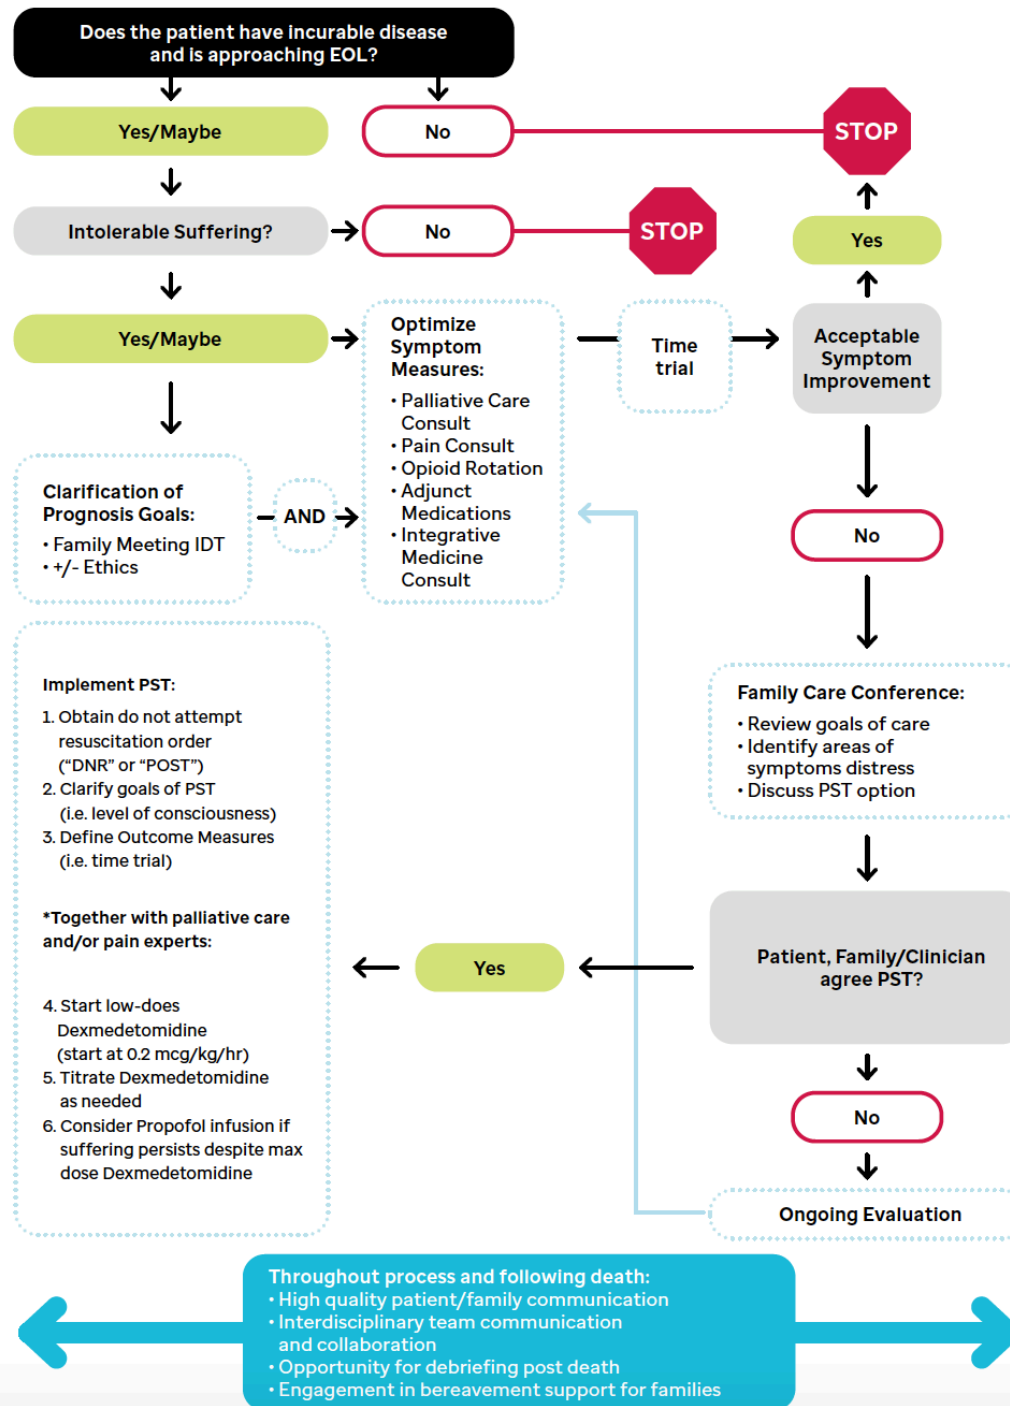 Does the patient have incurable disease
and is approaching EOL?
Yes/Maybe
No
STOP
Intolerable Suffering?
No
STOP
Yes
Yes/Maybe
Optimize
Symptom
Measures:
• Palliative Care
Consult
• Pain Consult
• Opioid Rotation
• Adjunct
Medications
• Integrative
Medicine
Consult
Time
trial
Acceptable
Symptom
Improvement
Clarification of
Prognosis Goals:
• Family Meeting IDT
• +/- Ethics
AND
No
Family Care Conference:
• Review goals of care
• Identify areas of
symptoms distress
• Discuss PST option
Patient, Family/Clinician
agree PST?
Yes
Implement PST:
1. Obtain do not attempt
resuscitation order
(“DNR” or “POST”)
2. Clarify goals of PST
(i.e. level of consciousness)
3. Define Outcome Measures
(i.e. time trial)
*Together with palliative care
and/or pain experts:
4. Start low-does
Dexmedetomidine
(start at 0.2 mcg/kg/hr)
5. Titrate Dexmedetomidine
as needed
6. Consider Propofol infusion if
suffering persists despite max
dose Dexmedetomidine
No
Ongoing Evaluation
Throughout process and following death:
• High quality patient/family communication
• Interdisciplinary team communication
and collaboration
• Opportunity for debriefing post death
• Engagement in bereavement support for families